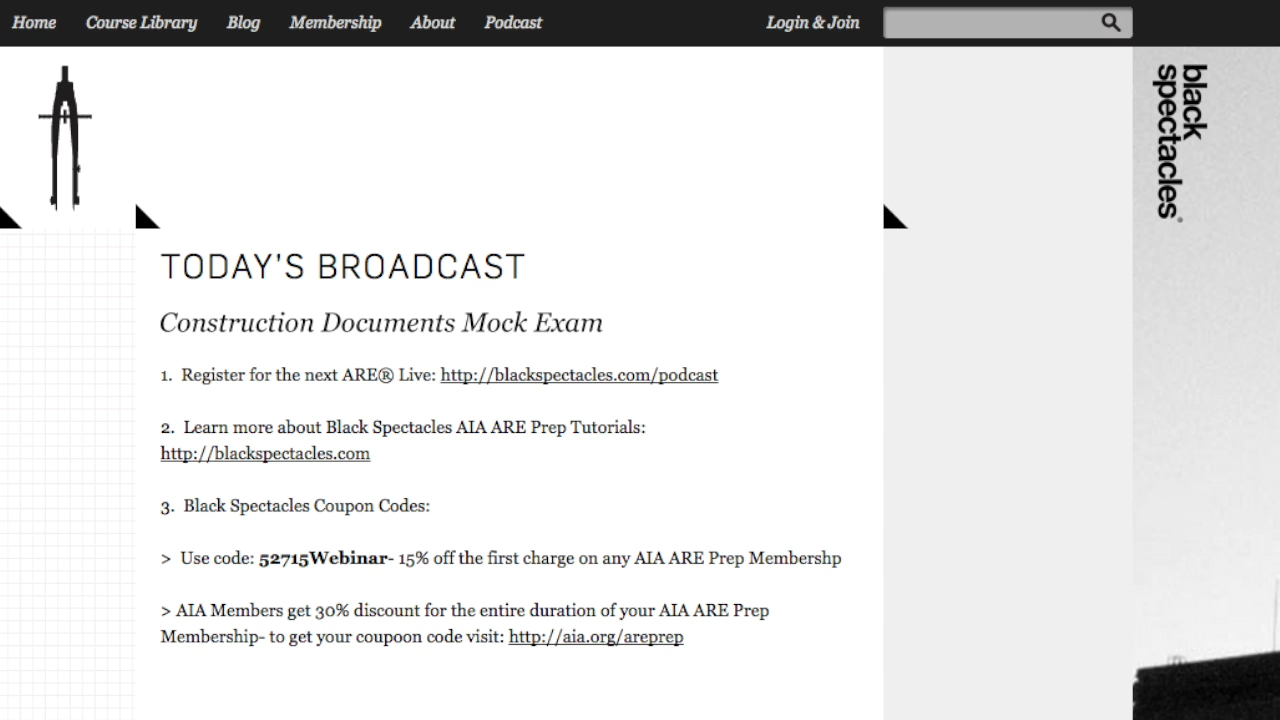 Home Course Library Blog Membership About Podcast Login & Join
black
spectacles®
TODAY'S BROADCAST
Construction Documents Mock Exam
1. Register for the next ARE® Live: http://blackspectacles.com/podcast
2. Learn more about Black Spectacles AIA ARE Prep Tutorials:
http://blackspectacles.com
3. Black Spectacles Coupon Codes:
> Use code: 52715Webinar- 15% off the first charge on any AIA ARE Prep Membershp
> AIA Members get 30% discount for the entire duration of your AIA ARE Prep
Membership- to get your coupoon code visit: http://aia.org/areprep